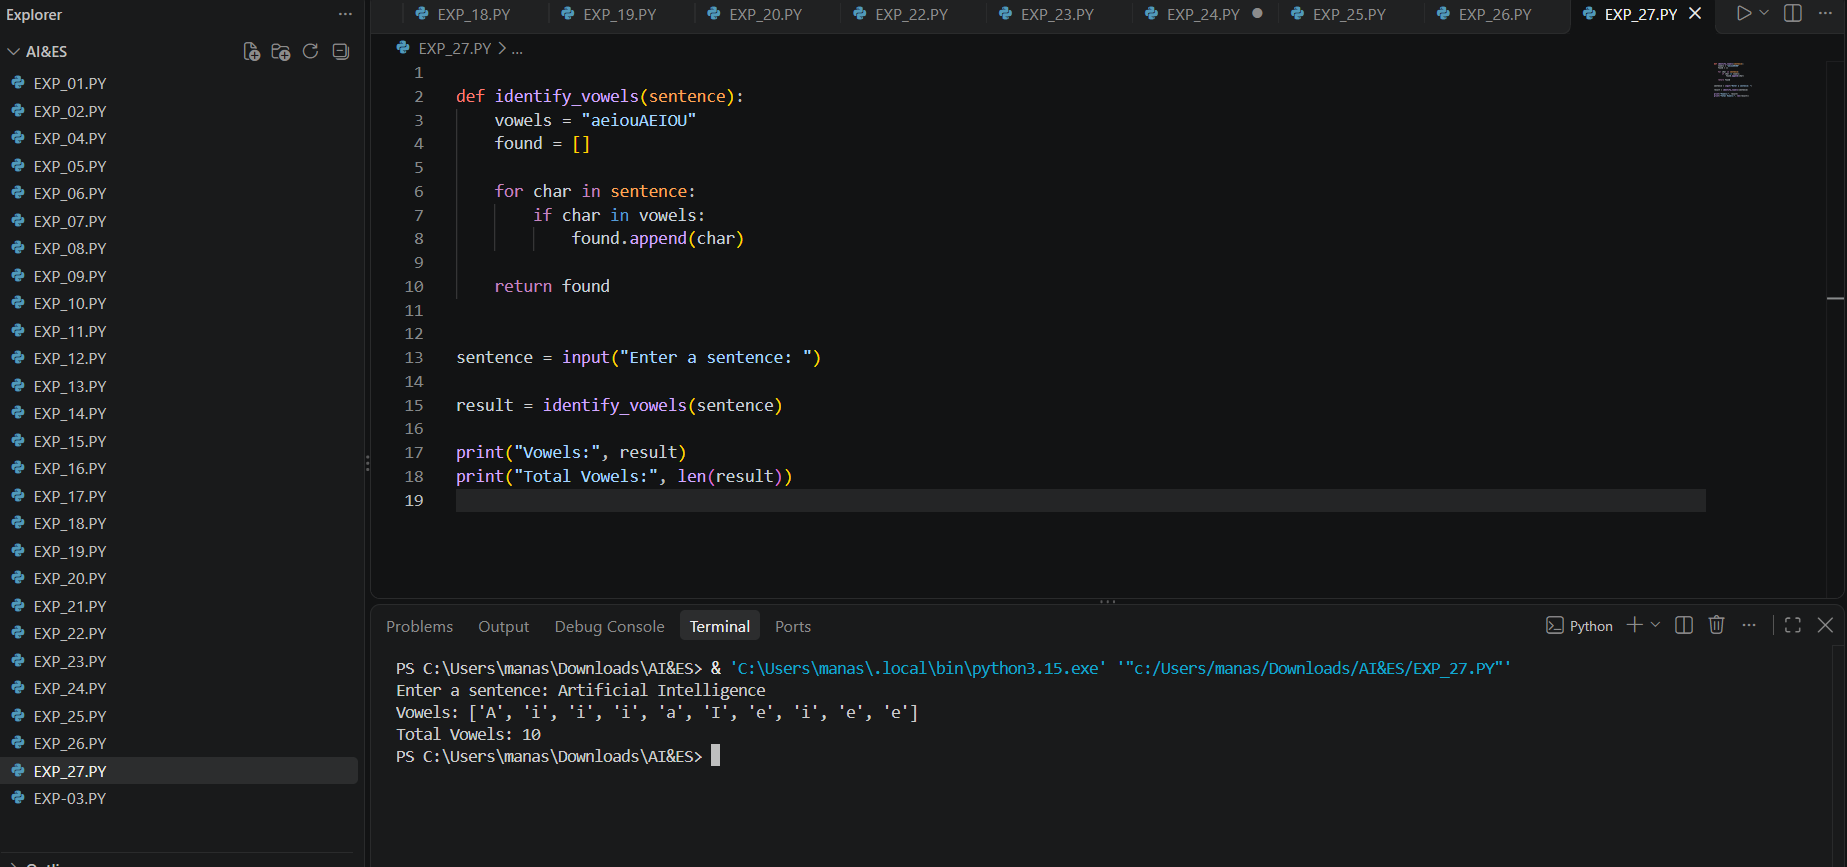 Explorer
AI&ES
EXP_01.PY
EXP_02.PY
EXP_04.PY
EXP_05.PY
EXP_06.PY
EXP_07.PY
EXP_08.PY
EXP_09.PY
EXP_10.PY
EXP_11.PY
EXP_12.PY
EXP_13.PY
EXP_14.PY
EXP_15.PY
EXP_16.PY
EXP_17.PY
EXP_18.PY
EXP_19.PY
EXP_20.PY
EXP_21.PY
EXP_22.PY
EXP_23.PY
EXP_24.PY
EXP_25.PY
EXP_26.PY
EXP_27.PY
EXP-03.PY
EXP_18.PY EXP_19.PY EXP_20.PY EXP_22.PY EXP_23.PY EXP_24.PY EXP_25.PY EXP_26.PY EXP_27.PY
EXP_27.PY > ...
1
2 def identify_vowels(sentence):
3     vowels = "aeiouAEIOU"
4     found = []
5
6     for char in sentence:
7         if char in vowels:
8             found.append(char)
9
10     return found
11
12
13 sentence = input("Enter a sentence: ")
14
15 result = identify_vowels(sentence)
16
17 print("Vowels:", result)
18 print("Total Vowels:", len(result))
19
Problems Output Debug Console Terminal Ports
Python
PS C:\Users\manas\Downloads\AI&ES> & 'C:\Users\manas\.local\bin\python3.15.exe' '"c:/Users/manas/Downloads/AI&ES/EXP_27.PY"'
Enter a sentence: Artificial Intelligence
Vowels: ['A', 'i', 'i', 'i', 'a', 'I', 'e', 'i', 'e', 'e']
Total Vowels: 10
PS C:\Users\manas\Downloads\AI&ES>